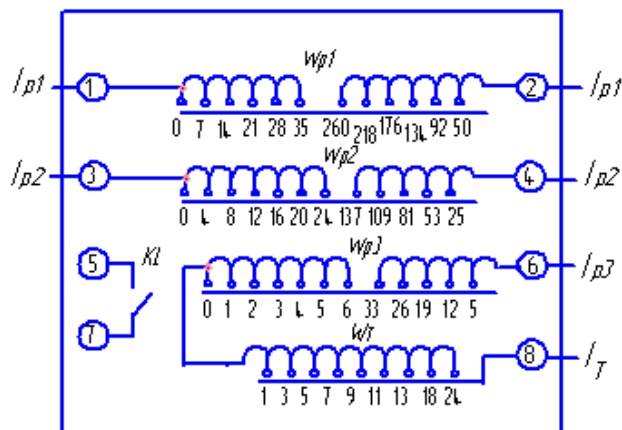 Wp1
Ip1 1 2 Ip1
0 7 14 21 28 35 260 218 176 134 92 50
Wp2
Ip2 3 4 Ip2
0 4 8 12 16 20 24 137 109 81 53 25
Wp3
5 K1 6 Ip3
0 1 2 3 4 5 6 33 26 19 12 5
7 WT 8 IT
1 3 5 7 9 11 13 18 24